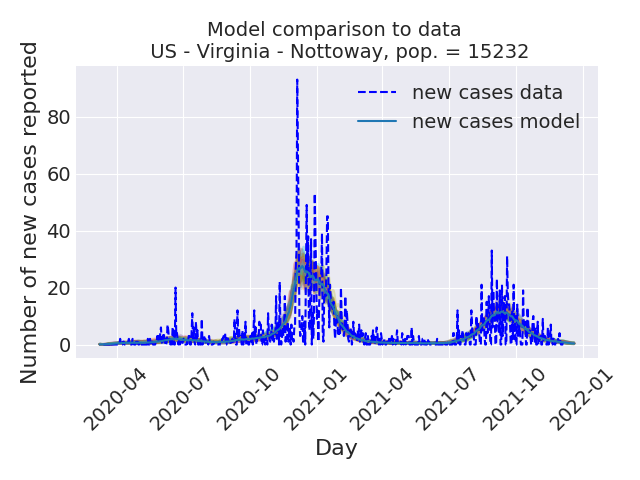 Model comparison to data
US - Virginia - Nottoway, pop. = 15232
Number of new cases reported
80
60
40
20
0
new cases data
new cases model
2020-04
2020-07
2020-10
2021-01
2021-04
2021-07
2021-10
2022-01
Day